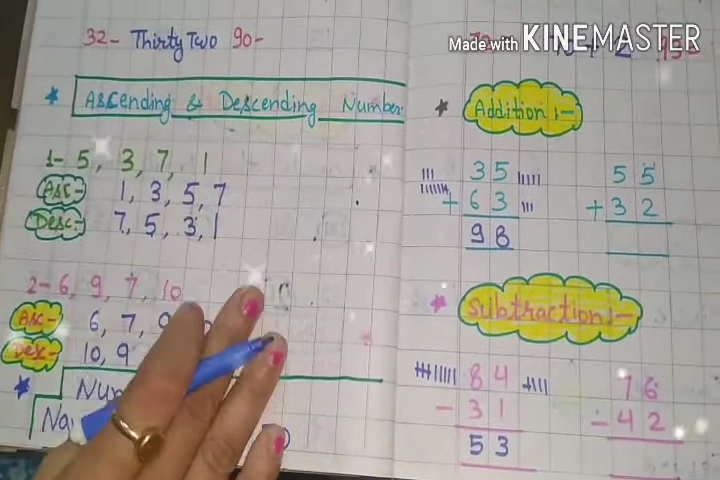 32- Thirty Two 90-
* Ascending & Descending Number.
1- 5, 3, 7, 1
Asc- 1, 3, 5, 7
Desc- 7, 5, 3, 1
2- 6, 9, 7, 10
Asc- 6, 7, 9
Desc- 10, 9
Made with KINEMASTER
* Addition:-
35
+ 63
98
55
+ 32
* Subtraction:-
84
- 31
53
76
- 42